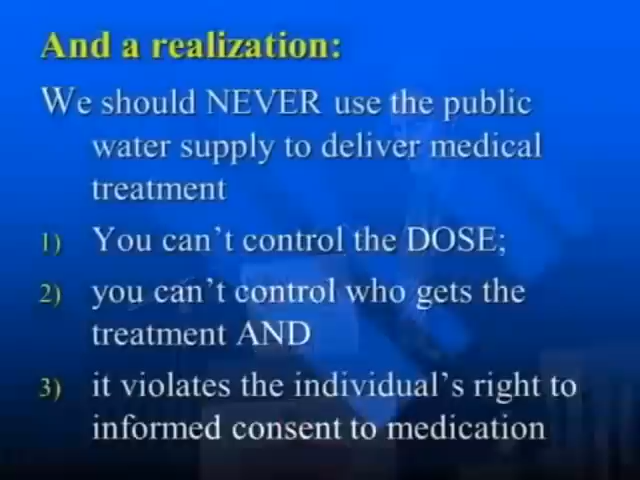 And a realization:
We should NEVER use the public
water supply to deliver medical
treatment
1) You can’t control the DOSE;
2) you can’t control who gets the
treatment AND
3) it violates the individual’s right to
informed consent to medication